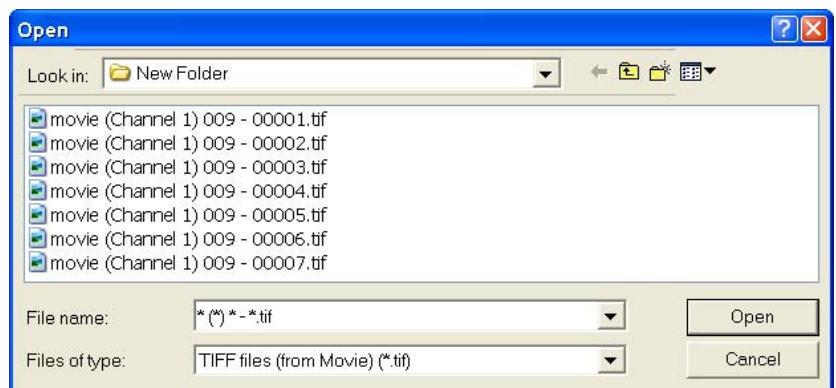 Open
Look in: New Folder
movie (Channel 1) 009 - 00001.tif
movie (Channel 1) 009 - 00002.tif
movie (Channel 1) 009 - 00003.tif
movie (Channel 1) 009 - 00004.tif
movie (Channel 1) 009 - 00005.tif
movie (Channel 1) 009 - 00006.tif
movie (Channel 1) 009 - 00007.tif
File name: * (*) * - *.tif Open
Files of type: TIFF files (from Movie) (*.tif) Cancel